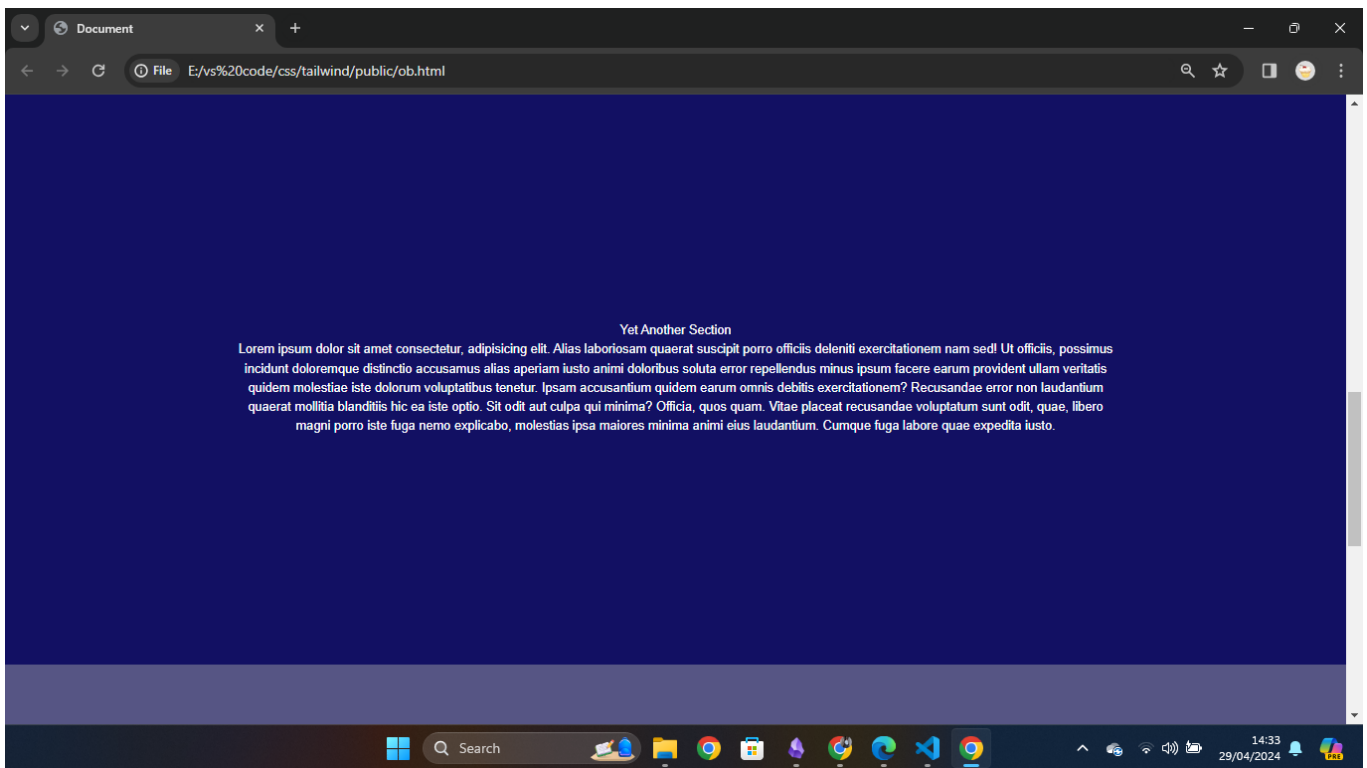 Document
File
E:/vs%20code/css/tailwind/public/ob.html
Yet Another Section
Lorem ipsum dolor sit amet consectetur, adipisicing elit. Alias laboriosam quaerat suscipit porro officiis deleniti exercitationem nam sed! Ut officiis, possimus
incidunt doloremque distinctio accusamus alias aperiam iusto animi doloribus soluta error repellendus minus ipsum facere earum provident ullam veritatis
quidem molestiae iste dolorum voluptatibus tenetur. Ipsam accusantium quidem earum omnis debitis exercitationem? Recusandae error non laudantium
quaerat mollitia blanditiis hic ea iste optio. Sit odit aut culpa qui minima? Officia, quos quam. Vitae placeat recusandae voluptatum sunt odit, quae, libero
magni porro iste fuga nemo explicabo, molestias ipsa maiores minima animi eius laudantium. Cumque fuga labore quae expedita iusto.
Search
14:33
29/04/2024
PRE